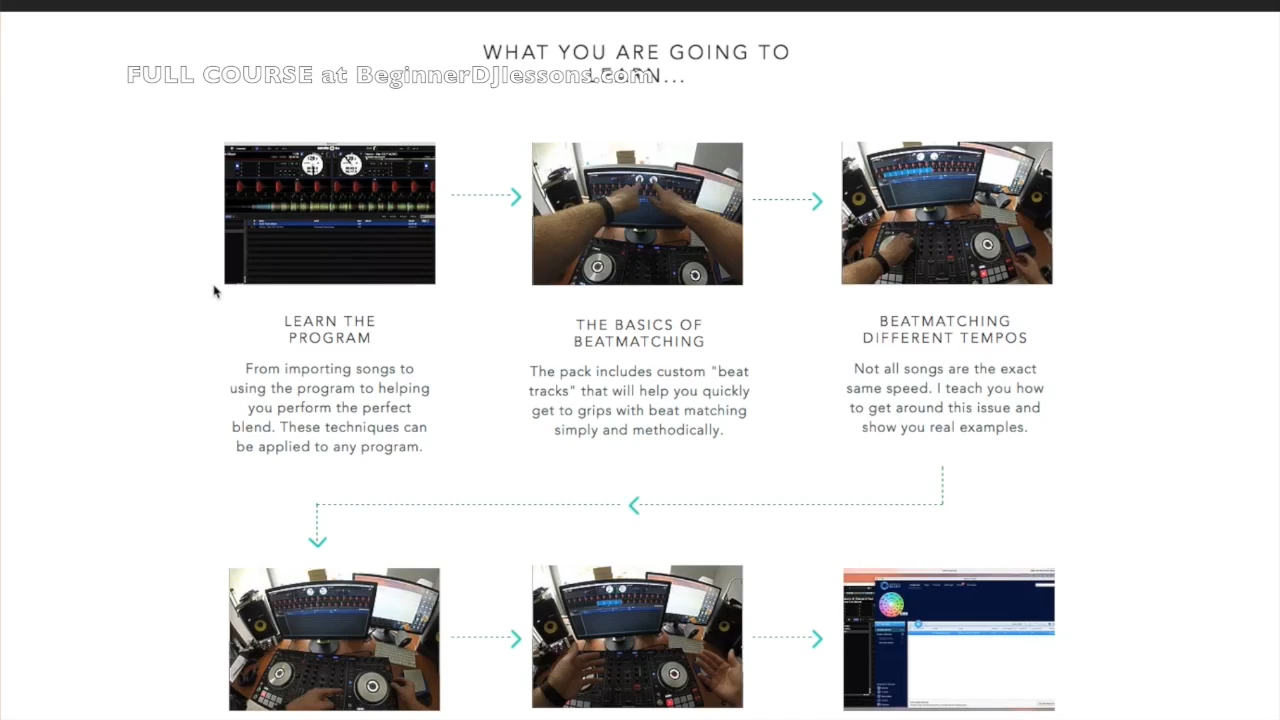 WHAT YOU ARE GOING TO
LEARN...
FULL COURSE at BeginnerDJlessons.com
LEARN THE
PROGRAM
From importing songs to
using the program to helping
you perform the perfect
blend. These techniques can
be applied to any program.
THE BASICS OF
BEATMATCHING
The pack includes custom "beat
tracks" that will help you quickly
get to grips with beat matching
simply and methodically.
BEATMATCHING
DIFFERENT TEMPOS
Not all songs are the exact
same speed. I teach you how
to get around this issue and
show you real examples.